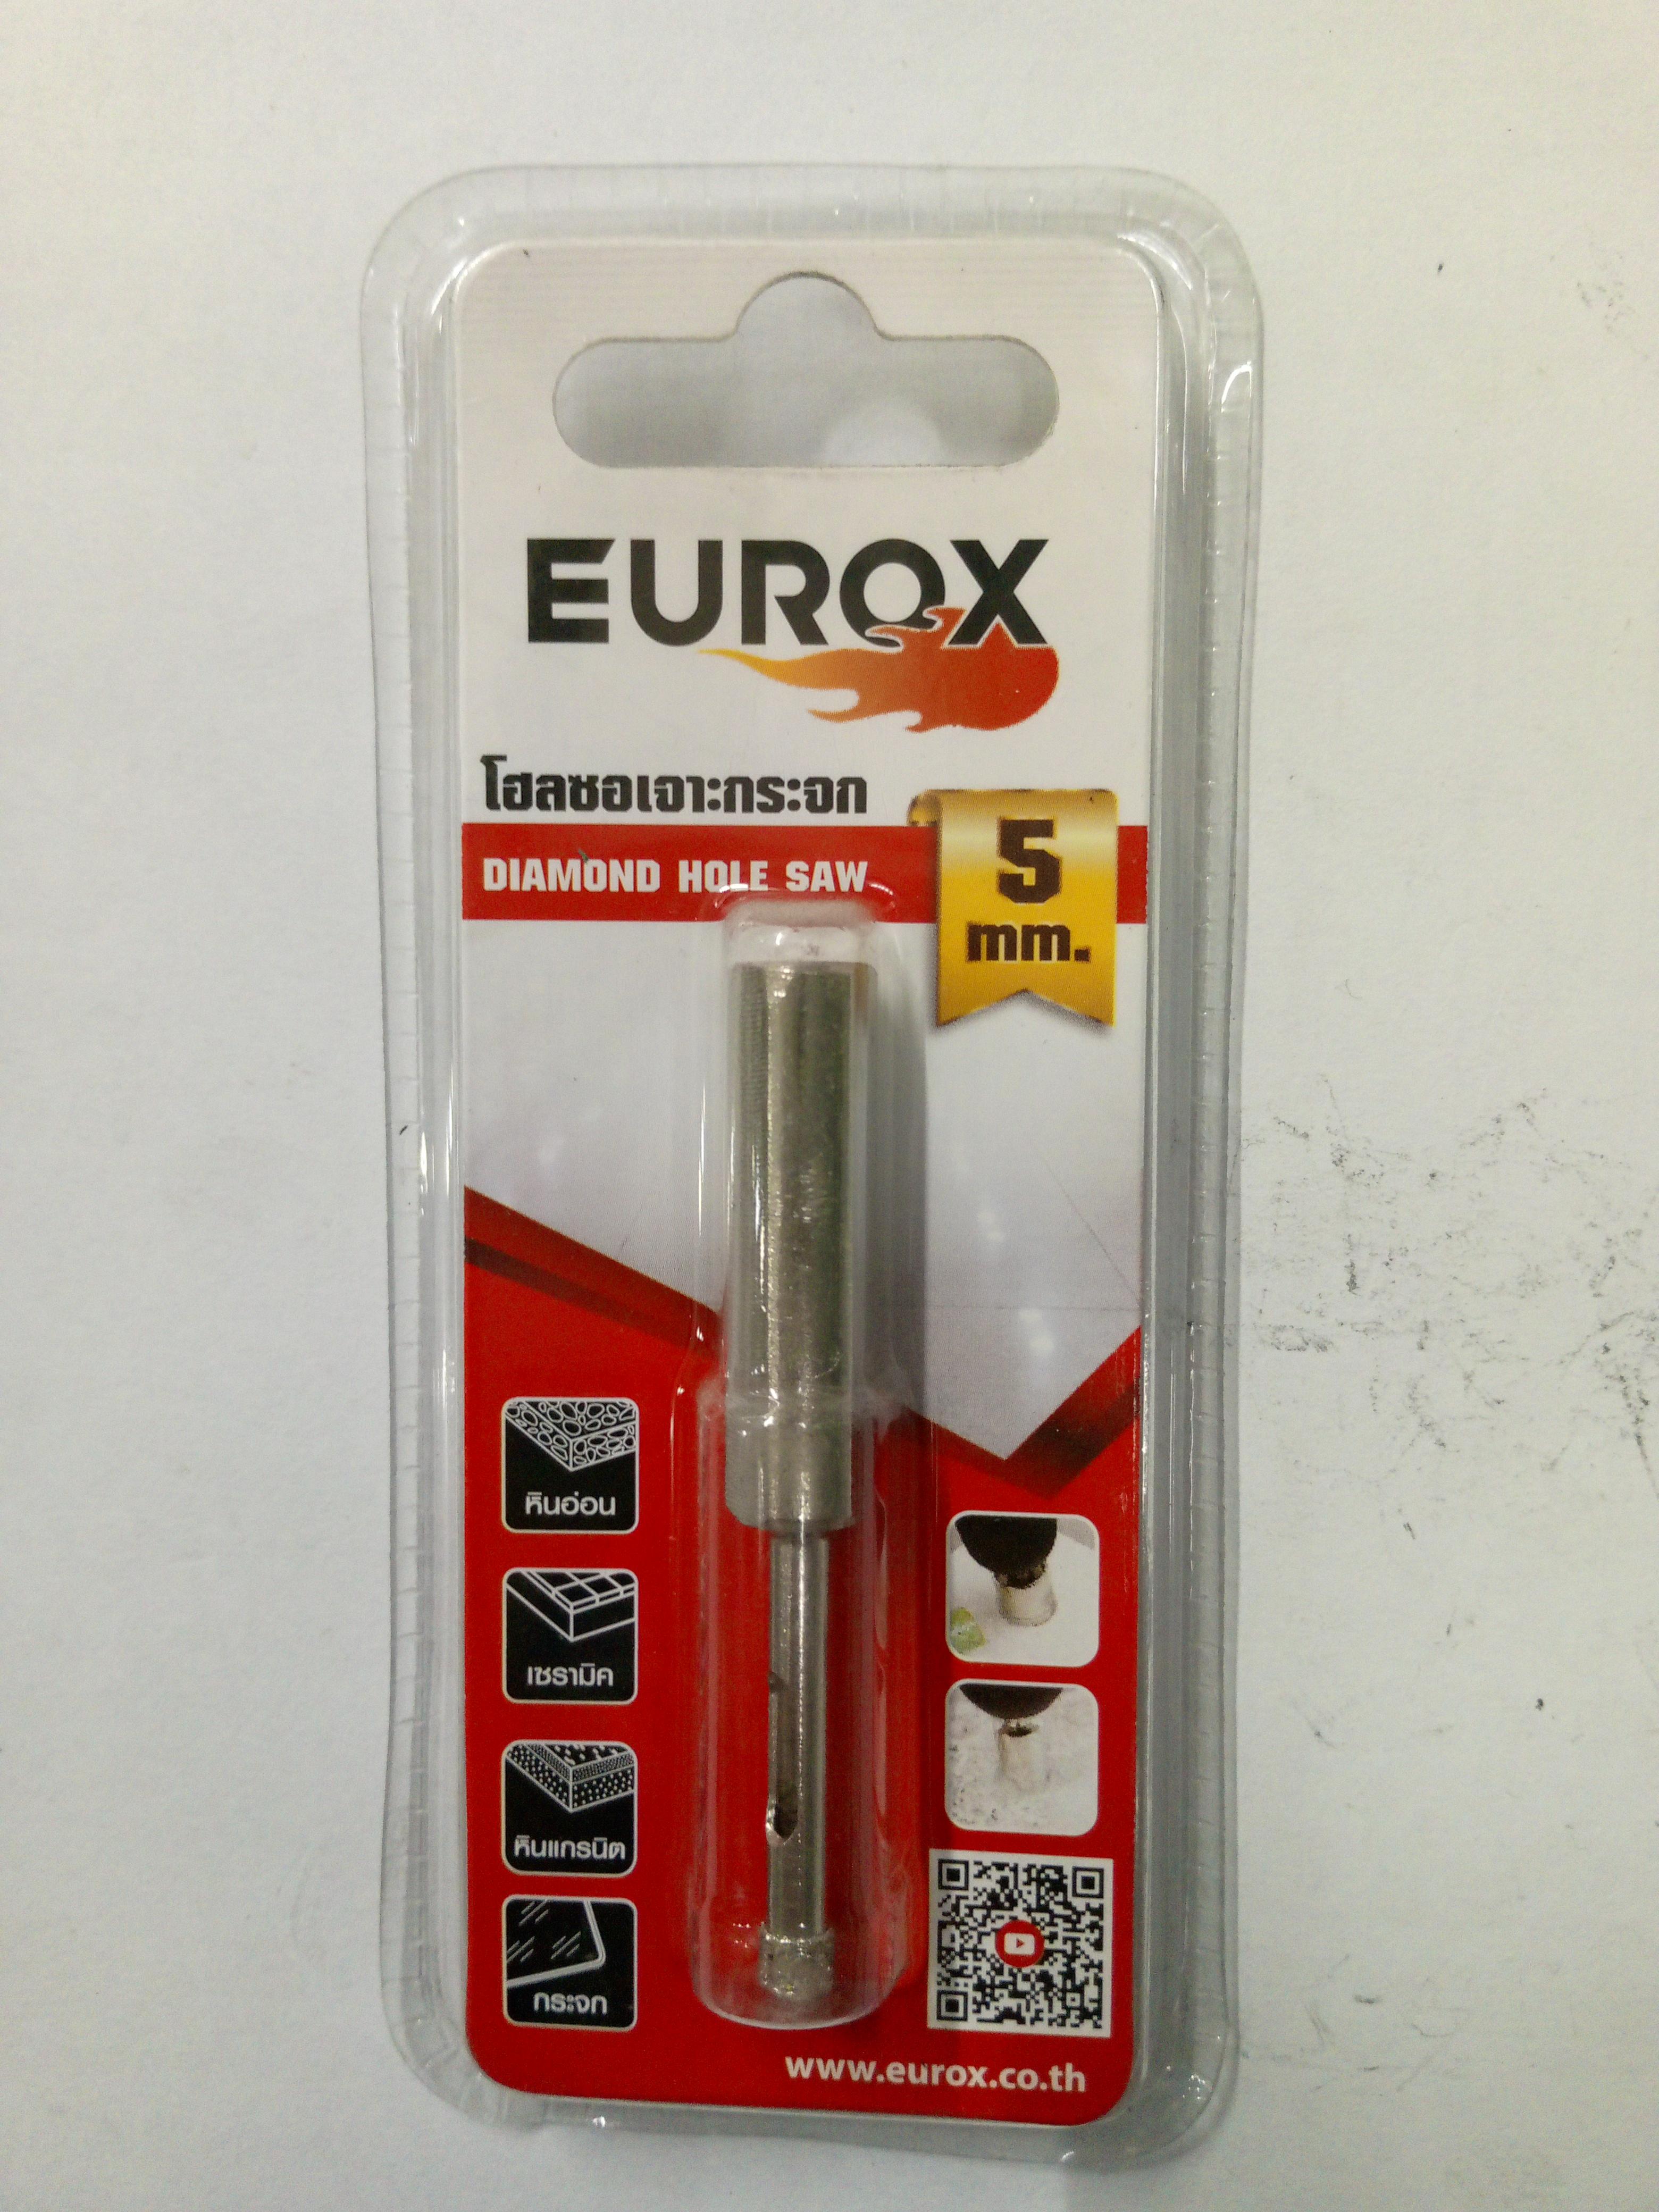 EUROX
โฮลซอเจาะกระจก
DIAMOND HOLE SAW
5
mm.
หินอ่อน
เซรามิค
หินแกรนิต
กระจก
www.eurox.co.th